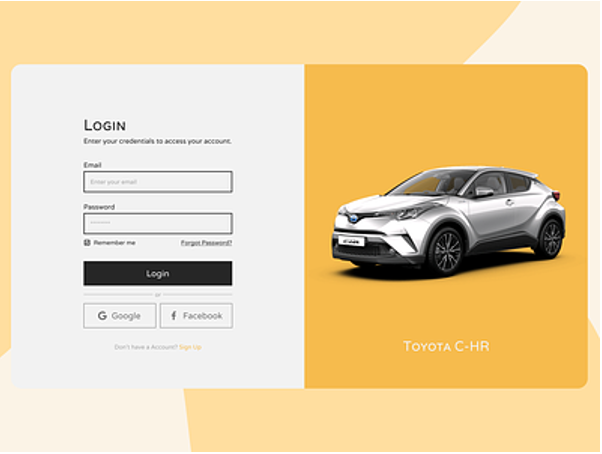 Login
Enter your credentials to access your account.
Email
Enter your email
Password
Remember me Forgot Password?
Login
or
Google Facebook
Don't have a Account? Sign Up
Toyota C-HR